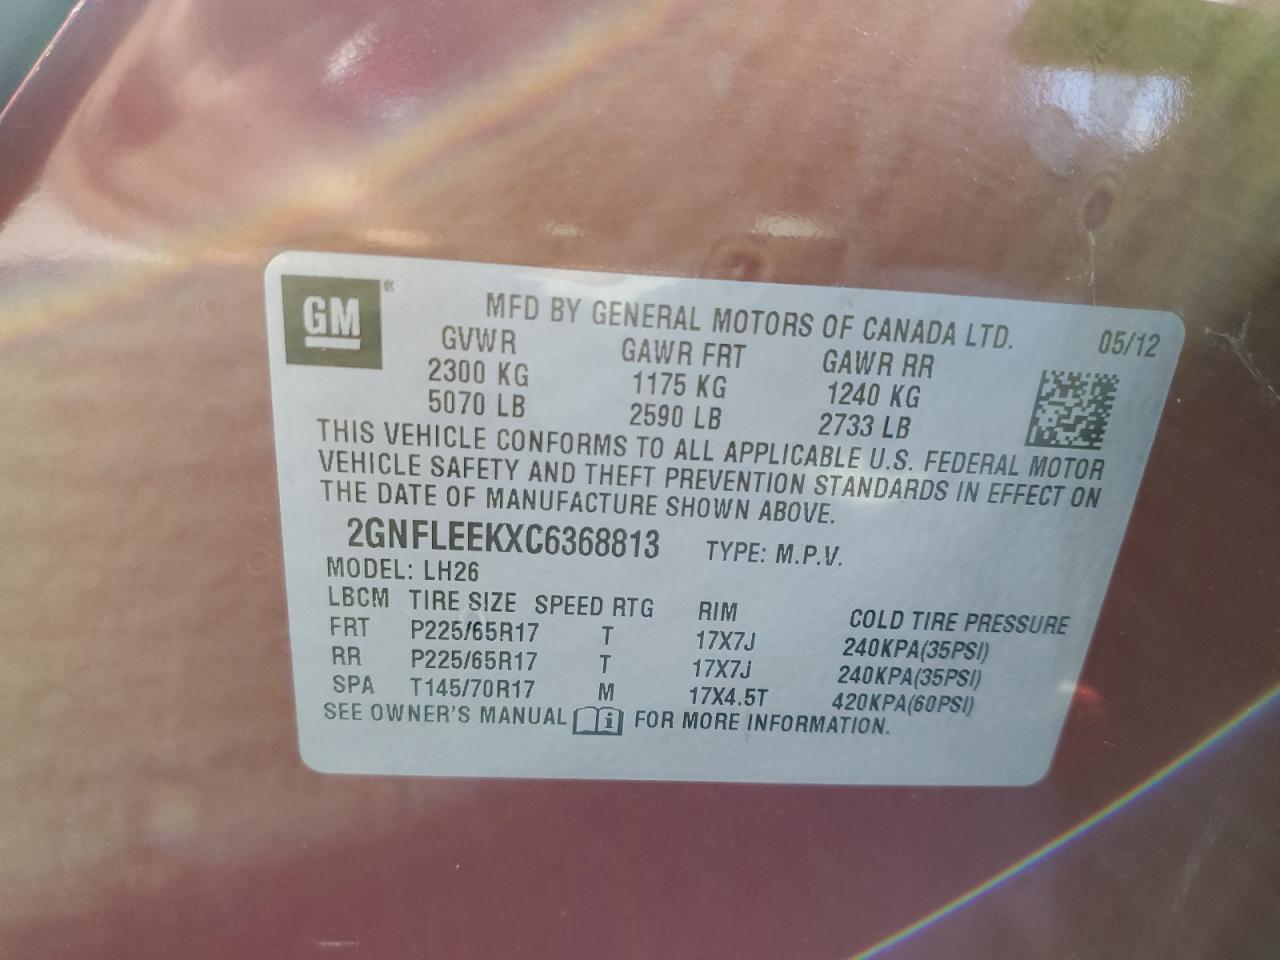 GM ®
MFD BY GENERAL MOTORS OF CANADA LTD. 05/12
GVWR GAWR FRT GAWR RR
2300 KG 1175 KG 1240 KG
5070 LB 2590 LB 2733 LB
THIS VEHICLE CONFORMS TO ALL APPLICABLE U.S. FEDERAL MOTOR
VEHICLE SAFETY AND THEFT PREVENTION STANDARDS IN EFFECT ON
THE DATE OF MANUFACTURE SHOWN ABOVE.
2GNFLEEKXC6368813 TYPE: M.P.V.
MODEL: LH26
LBCM TIRE SIZE SPEED RTG RIM COLD TIRE PRESSURE
FRT P225/65R17 T 17X7J 240KPA(35PSI)
RR P225/65R17 T 17X7J 240KPA(35PSI)
SPA T145/70R17 M 17X4.5T 420KPA(60PSI)
SEE OWNER'S MANUAL i FOR MORE INFORMATION.